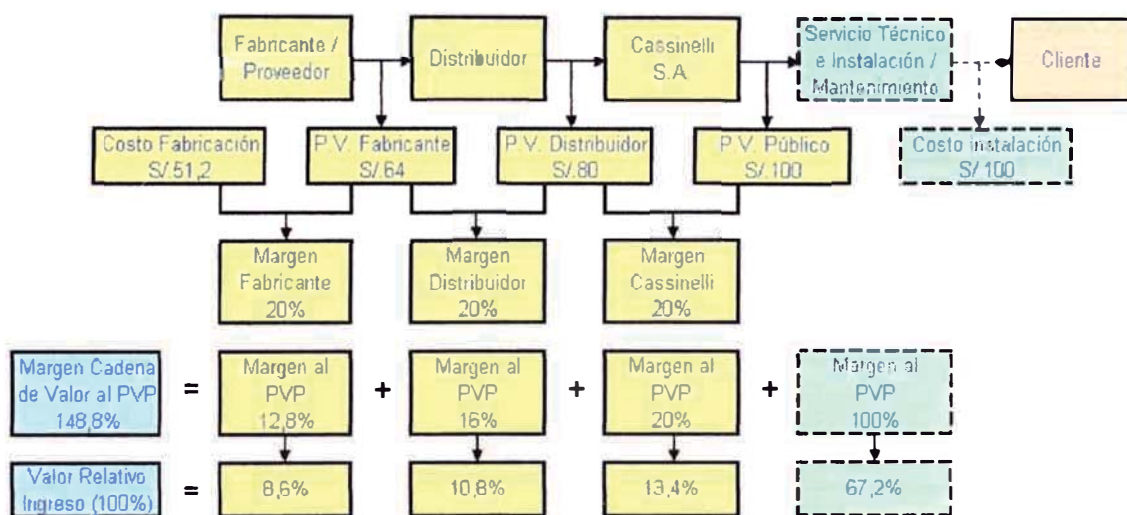 Fabricante /
Proveedor
Distribuidor
Cassinelli
S.A.
Servicio Técnico
e Instalación /
Mantenimiento
Cliente
Costo Fabricación
S/.51,2
P.V. Fabricante
S/.64
P.V. Distribuidor
S/.80
P.V. Público
S/.100
Costo instalación
S/.100
Margen
Fabricante
20%
Margen
Distribuidor
20%
Margen
Cassinelli
20%
Margen Cadena
de Valor al PVP
148,8%
=
Margen al
PVP
12,8%
+
Margen al
PVP
16%
+
Margen al
PVP
20%
+
Margen al
PVP
100%
Valor Relativo
Ingreso (100%)
=
8,6%
10,8%
13,4%
67,2%